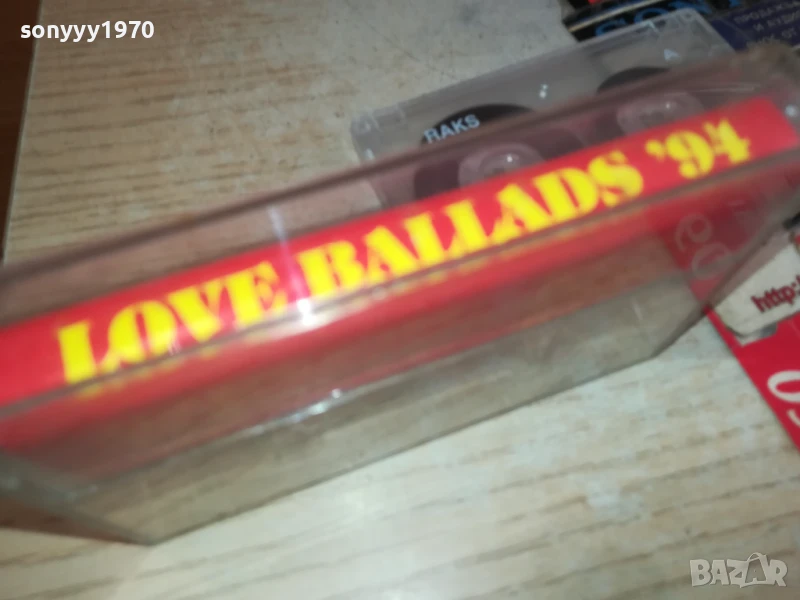 sonyyy1970
RAKS
A
LOVE BALLADS '94
http:
BAZAR